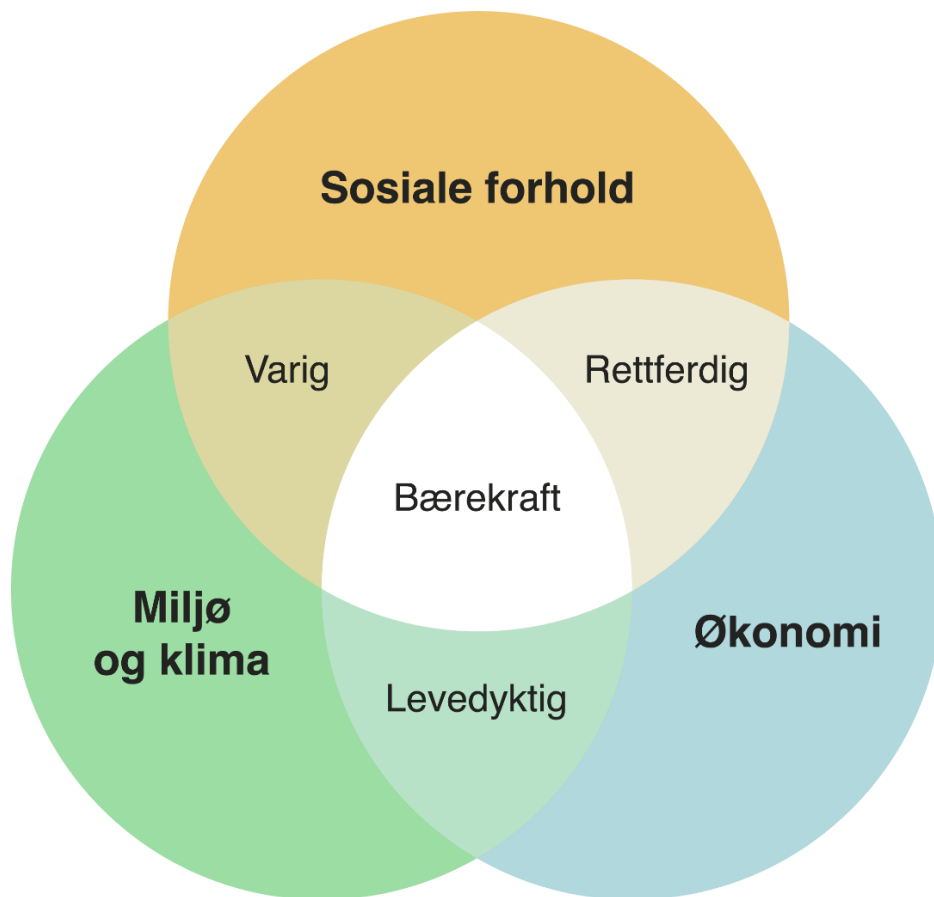 Sosiale forhold
Varig
Rettferdig
Bærekraft
Miljø
og klima
Økonomi
Levedyktig